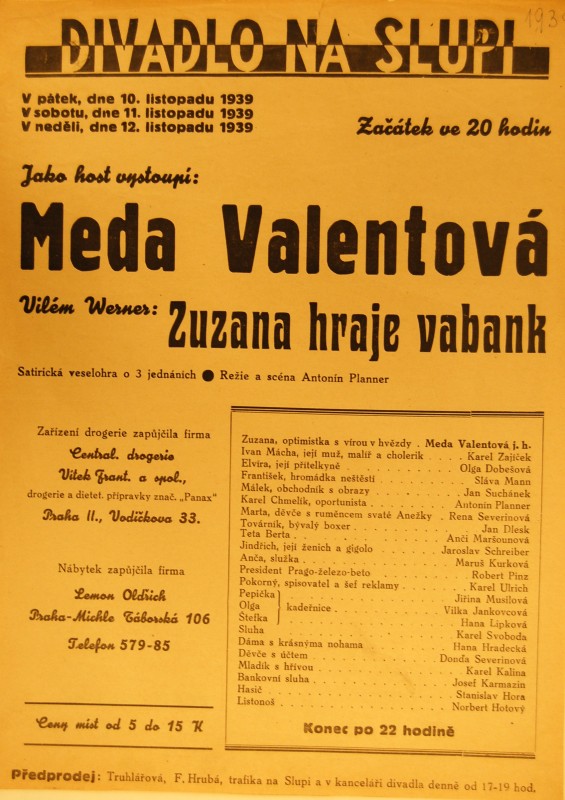 193
DIVADLO NA SLUPI
V pátek, dne 10. listopadu 1939
V sobotu, dne 11. listopadu 1939
V neděli, dne 12. listopadu 1939
Začátek ve 20 hodin
Jako host vystoupí:
Meda Valentová
Vilém Werner: Zuzana hraje vabank
Satirická veselohra o 3 jednáních ● Režie a scéna Antonín Planner
Zařízení drogerie zapůjčila firma
Central. drogerie
Vítek Frant. a spol.,
drogerie a dietet. přípravky znač. „Panax"
Praha II., Vodičkova 33.
Nábytek zapůjčila firma
Lemon Oldřich
Praha-Michle Táborská 106
Telefon 579-85
Ceny míst od 5 do 15 K
Zuzana, optimistka s vírou v hvězdy . Meda Valentová j. h.
Ivan Mácha, její muž, malíř a cholerik . . . Karel Zajíček
Elvíra, její přítelkyně . . . Olga Dobešová
František, hromádka neštěstí . . . Sláva Mann
Málek, obchodník s obrazy . . . Jan Suchánek
Karel Chmelík, oportunista . . . Antonín Planner
Marta, děvče s ruměncem svaté Anežky . Rena Severinová
Továrník, bývalý boxer . . . Jan Dlesk
Teta Berta . . . Anči Maršounová
Jindřich, její ženich a gigolo . . . Jaroslav Schreiber
Anča, služka . . . Maruš Kurková
President Prago-železo-beto . . . Robert Pinz
Pokorný, spisovatel a šef reklamy . . . Karel Ulrich
Pepička } kadeřnice . . . Jiřina Musilová
Olga } kadeřnice . . . Vilka Jankovcová
Štefka } . . . Hana Lipková
Sluha . . . Karel Svoboda
Dáma s krásnýma nohama . . . Hana Hradecká
Děvče s účtem . . . Donďa Severinová
Mladík s hřívou . . . Karel Kalina
Bankovní sluha . . . Josef Karmazin
Hasič . . . Stanislav Hora
Listonoš . . . Norbert Hotový
Konec po 22 hodině
Předprodej: Truhlářová, F. Hrubá, trafika na Slupi a v kanceláři divadla denně od 17-19 hod.